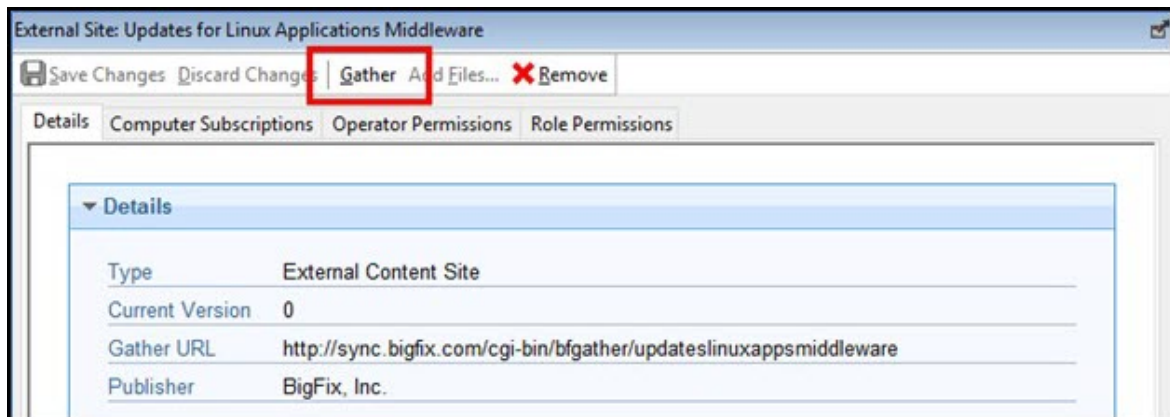 External Site: Updates for Linux Applications Middleware
Save Changes Discard Changes Gather Add Files... Remove
Details Computer Subscriptions Operator Permissions Role Permissions
Details
Type External Content Site
Current Version 0
Gather URL http://sync.bigfix.com/cgi-bin/bfgather/updateslinuxappsmiddleware
Publisher BigFix, Inc.